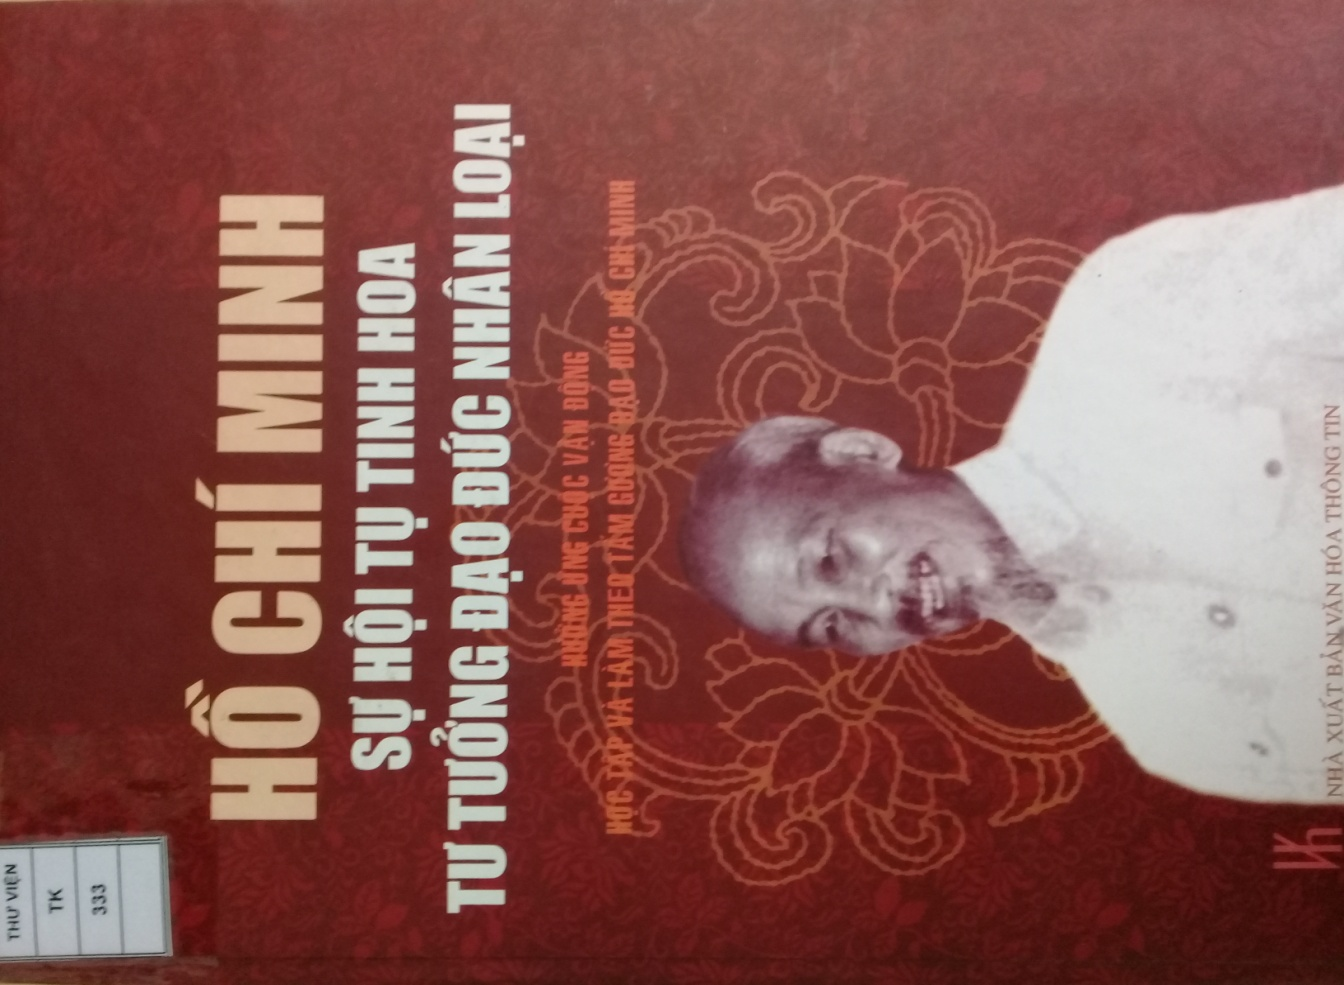 THƯ VIỆN
TK
333
HỒ CHÍ MINH
SỰ HỘI TỤ TINH HOA
TƯ TƯỞNG ĐẠO ĐỨC NHÂN LOẠI
HƯỞNG ỨNG CUỘC VẬN ĐỘNG
HỌC TẬP VÀ LÀM THEO TẤM GƯƠNG ĐẠO ĐỨC HỒ CHÍ MINH
NHÀ XUẤT BẢN VĂN HÓA THÔNG TIN